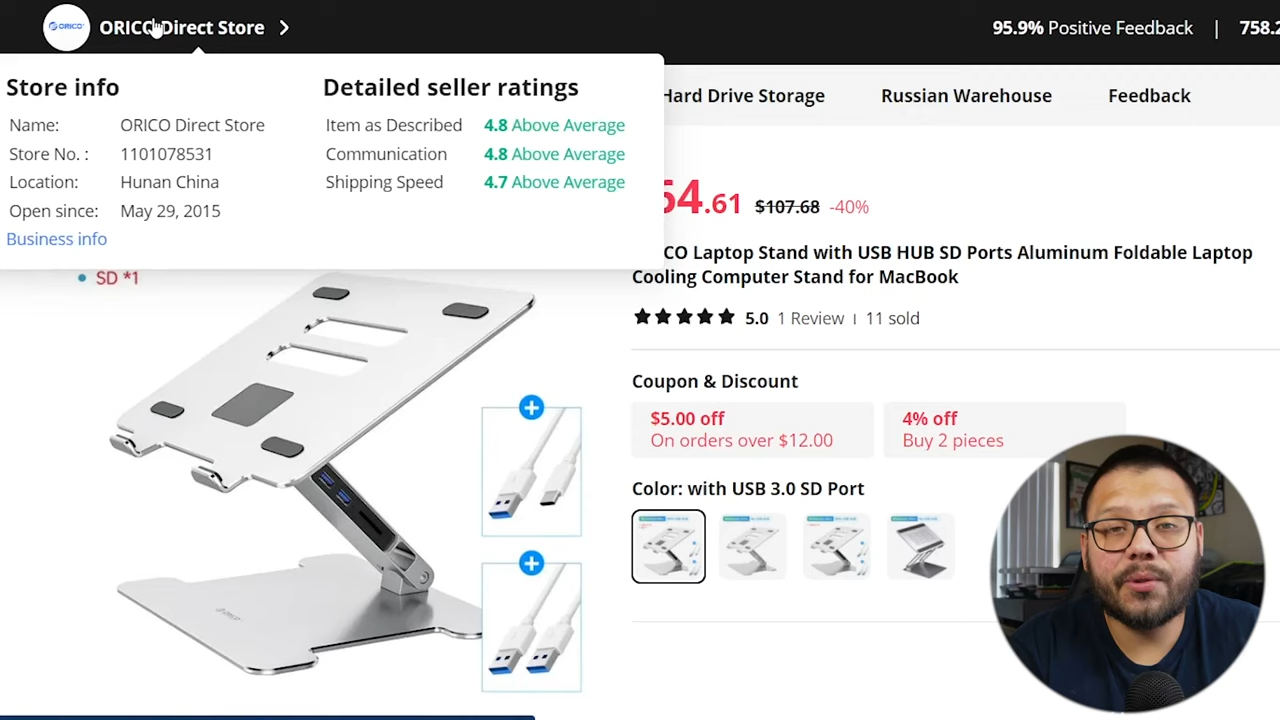 ORICO
ORICO Direct Store
95.9% Positive Feedback
Store info
Name: ORICO Direct Store
Store No. : 1101078531
Location: Hunan China
Open since: May 29, 2015
Business info
Detailed seller ratings
Item as Described 4.8 Above Average
Communication 4.8 Above Average
Shipping Speed 4.7 Above Average
Hard Drive Storage
Russian Warehouse
Feedback
SD *1
4.61 $107.68 -40%
CO Laptop Stand with USB HUB SD Ports Aluminum Foldable Laptop
Cooling Computer Stand for MacBook
5.0 1 Review 11 sold
Coupon & Discount
$5.00 off
On orders over $12.00
4% off
Buy 2 pieces
Color: with USB 3.0 SD Port
ORICO